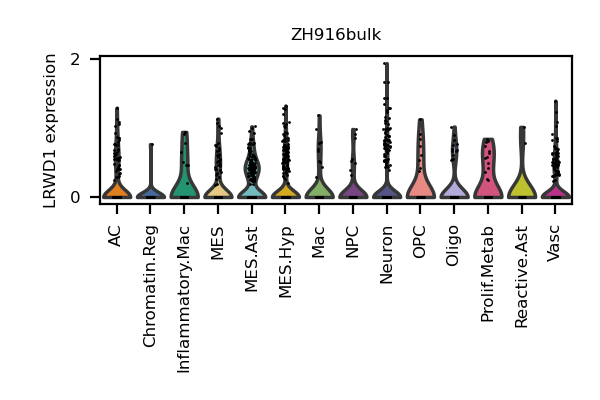 ZH916bulk
LRWD1 expression
2
0
AC
Chromatin.Reg
Inflammatory.Mac
MES
MES.Ast
MES.Hyp
Mac
NPC
Neuron
OPC
Oligo
Prolif.Metab
Reactive.Ast
Vasc